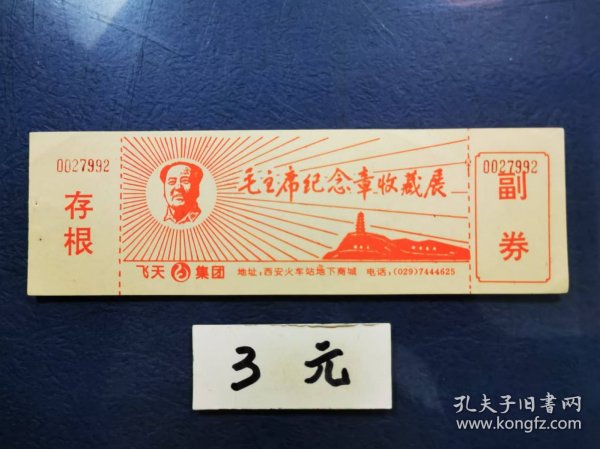 0027992
存根
毛主席纪念章收藏展
飞天 集团 地址：西安火车站地下商城 电话：(029)7444625
0027992
副券
3元
孔夫子旧书网
www.kongfz.com